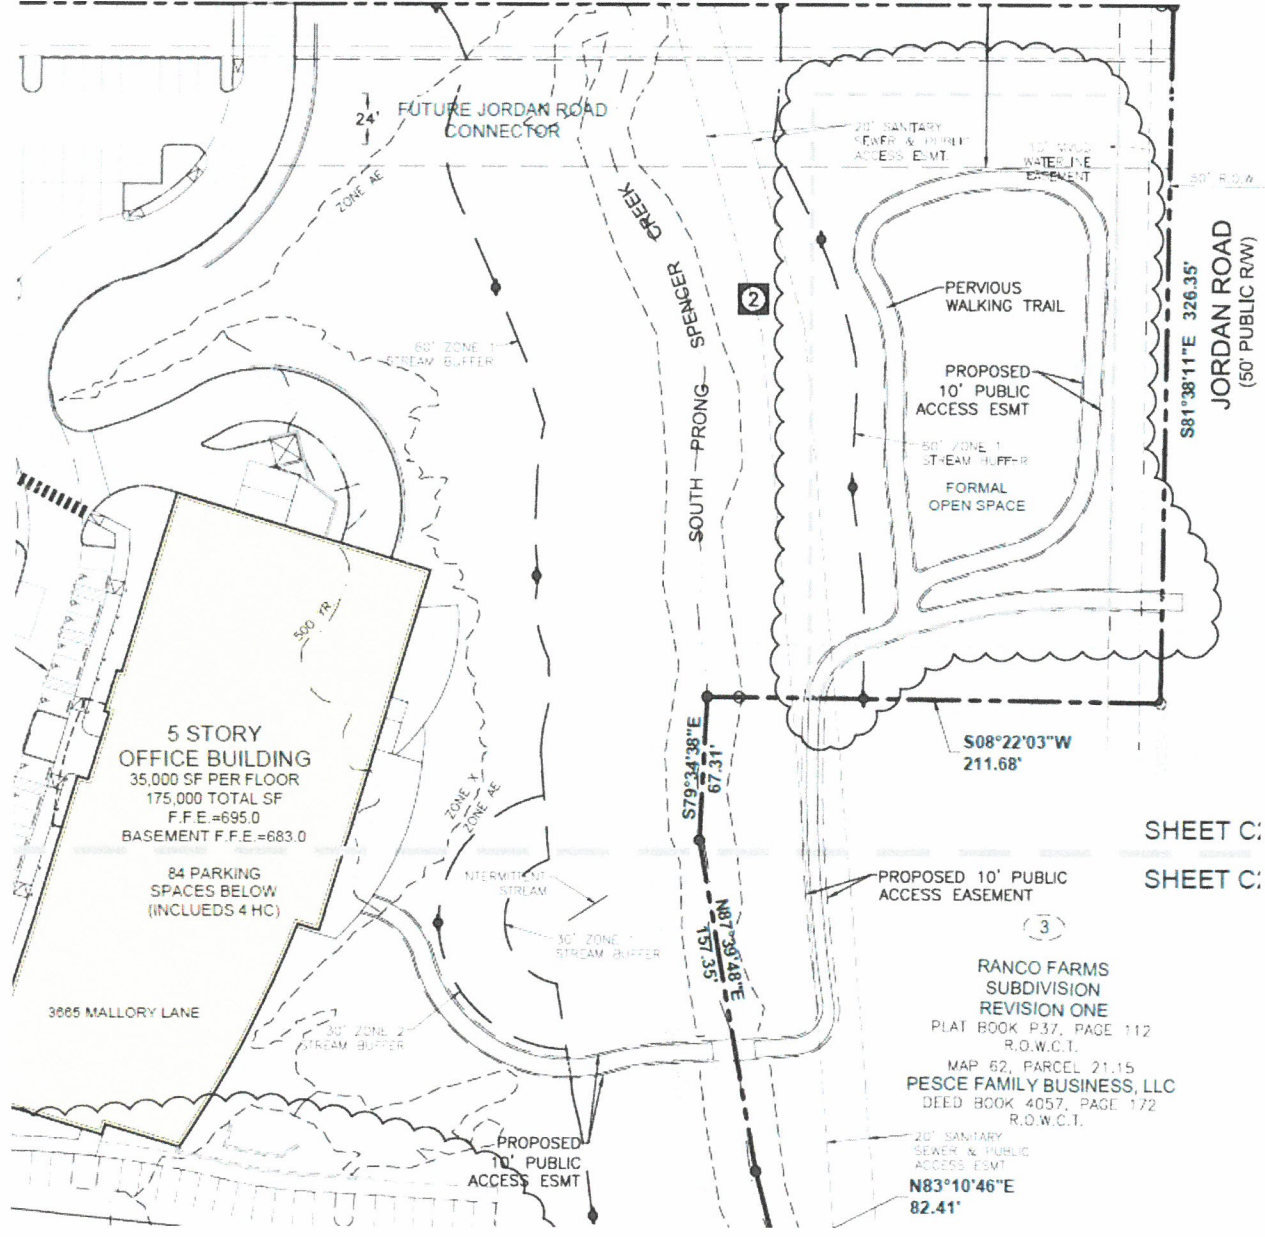 FUTURE JORDAN ROAD
CONNECTOR
24'
ZONE AE
20' SANITARY
SEWER & PUBLIC
ACCESS ESMT.
WATERLINE
EASEMENT
50' R.O.W.
JORDAN ROAD
(50' PUBLIC R/W)
S81°38'11"E 326.35'
SOUTH PRONG SPENCER CREEK
2
PERVIOUS
WALKING TRAIL
PROPOSED
10' PUBLIC
ACCESS ESMT
60' ZONE 1
STREAM BUFFER
60' ZONE 1
STREAM BUFFER
FORMAL
OPEN SPACE
500 YR
5 STORY
OFFICE BUILDING
35,000 SF PER FLOOR
175,000 TOTAL SF
F.F.E.=695.0
BASEMENT F.F.E.=683.0
84 PARKING
SPACES BELOW
(INCLUEDS 4 HC)
3665 MALLORY LANE
ZONE X
ZONE AE
S79°34'38"E
67.31'
S08°22'03"W
211.68'
SHEET C2
SHEET C2
INTERMITTENT
STREAM
30' ZONE 1
STREAM BUFFER
30' ZONE 2
STREAM BUFFER
N87°39'48"E
157.35'
PROPOSED 10' PUBLIC
ACCESS EASEMENT
3
RANCO FARMS
SUBDIVISION
REVISION ONE
PLAT BOOK P37, PAGE 112
R.O.W.C.T.
MAP 62, PARCEL 21.15
PESCE FAMILY BUSINESS, LLC
DEED BOOK 4057, PAGE 172
R.O.W.C.T.
PROPOSED
10' PUBLIC
ACCESS ESMT
20' SANITARY
SEWER & PUBLIC
ACCESS ESMT
N83°10'46"E
82.41'